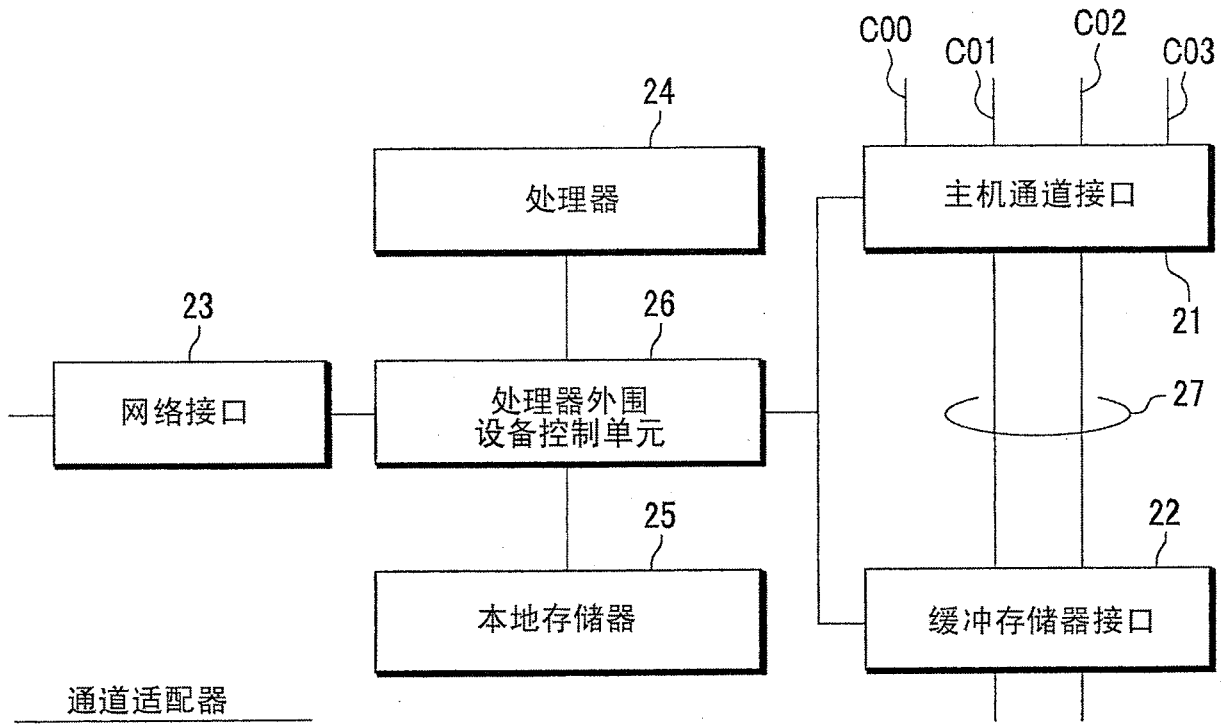 C00
C01
C02
C03
24
处理器
主机通道接口
21
23
网络接口
26
处理器外围
设备控制单元
27
25
本地存储器
22
缓冲存储器接口
通道适配器